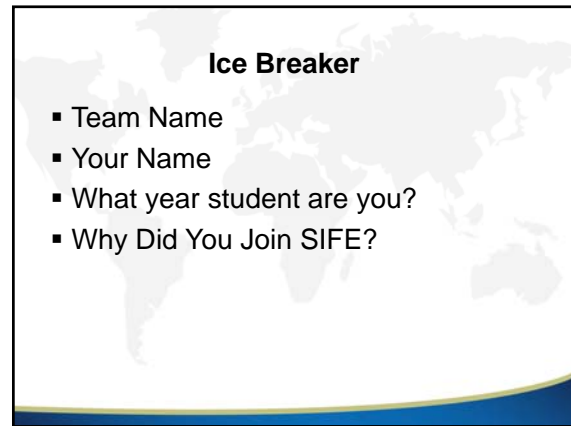 Ice Breaker
▪ Team Name
▪ Your Name
▪ What year student are you?
▪ Why Did You Join SIFE?